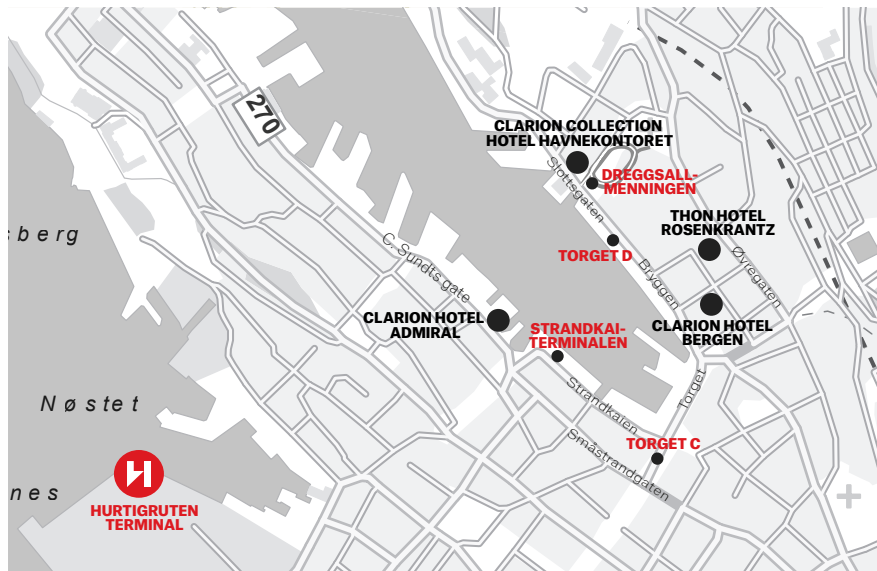 270
CLARION COLLECTION
HOTEL HAVNEKONTORET
DREGGSALL-
MENNINGEN
Slottsgaten
THON HOTEL
ROSENKRANTZ
sberg
TORGET D
Bryggen
Øvregaten
C. Sundts gate
CLARION HOTEL
ADMIRAL
STRANDKAI-
TERMINALEN
CLARION HOTEL
BERGEN
Nøstet
Strandkaien
Torget
Småstrandgaten
TORGET C
nes
H
HURTIGRUTEN
TERMINAL